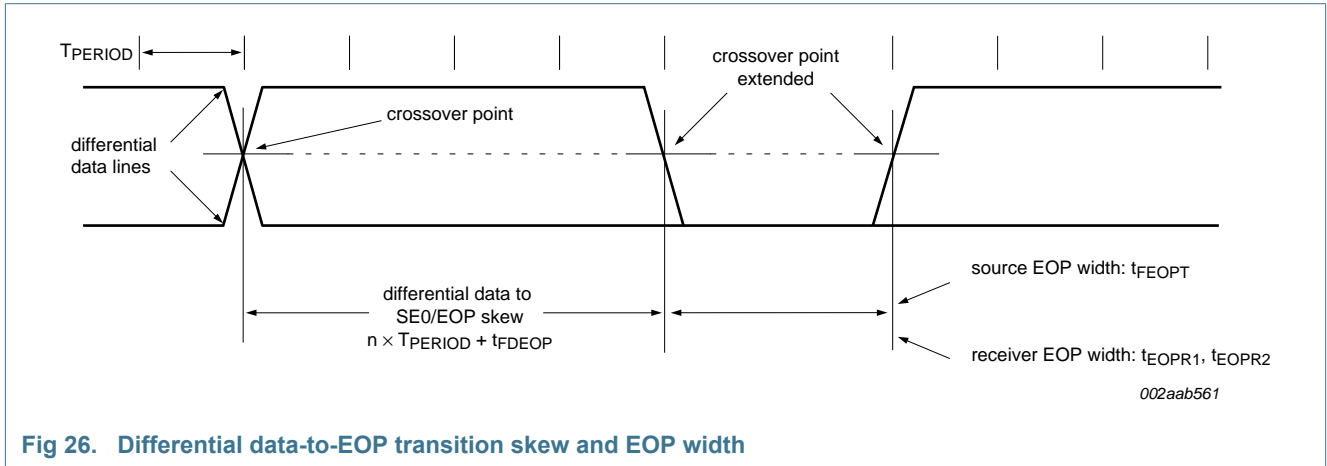 TPERIOD
crossover point
extended
crossover point
differential
data lines
differential data to
SE0/EOP skew
n × TPERIOD + tFDEOP
source EOP width: tFEOPT
receiver EOP width: tEOPR1, tEOPR2
002aab561
Fig 26. Differential data-to-EOP transition skew and EOP width